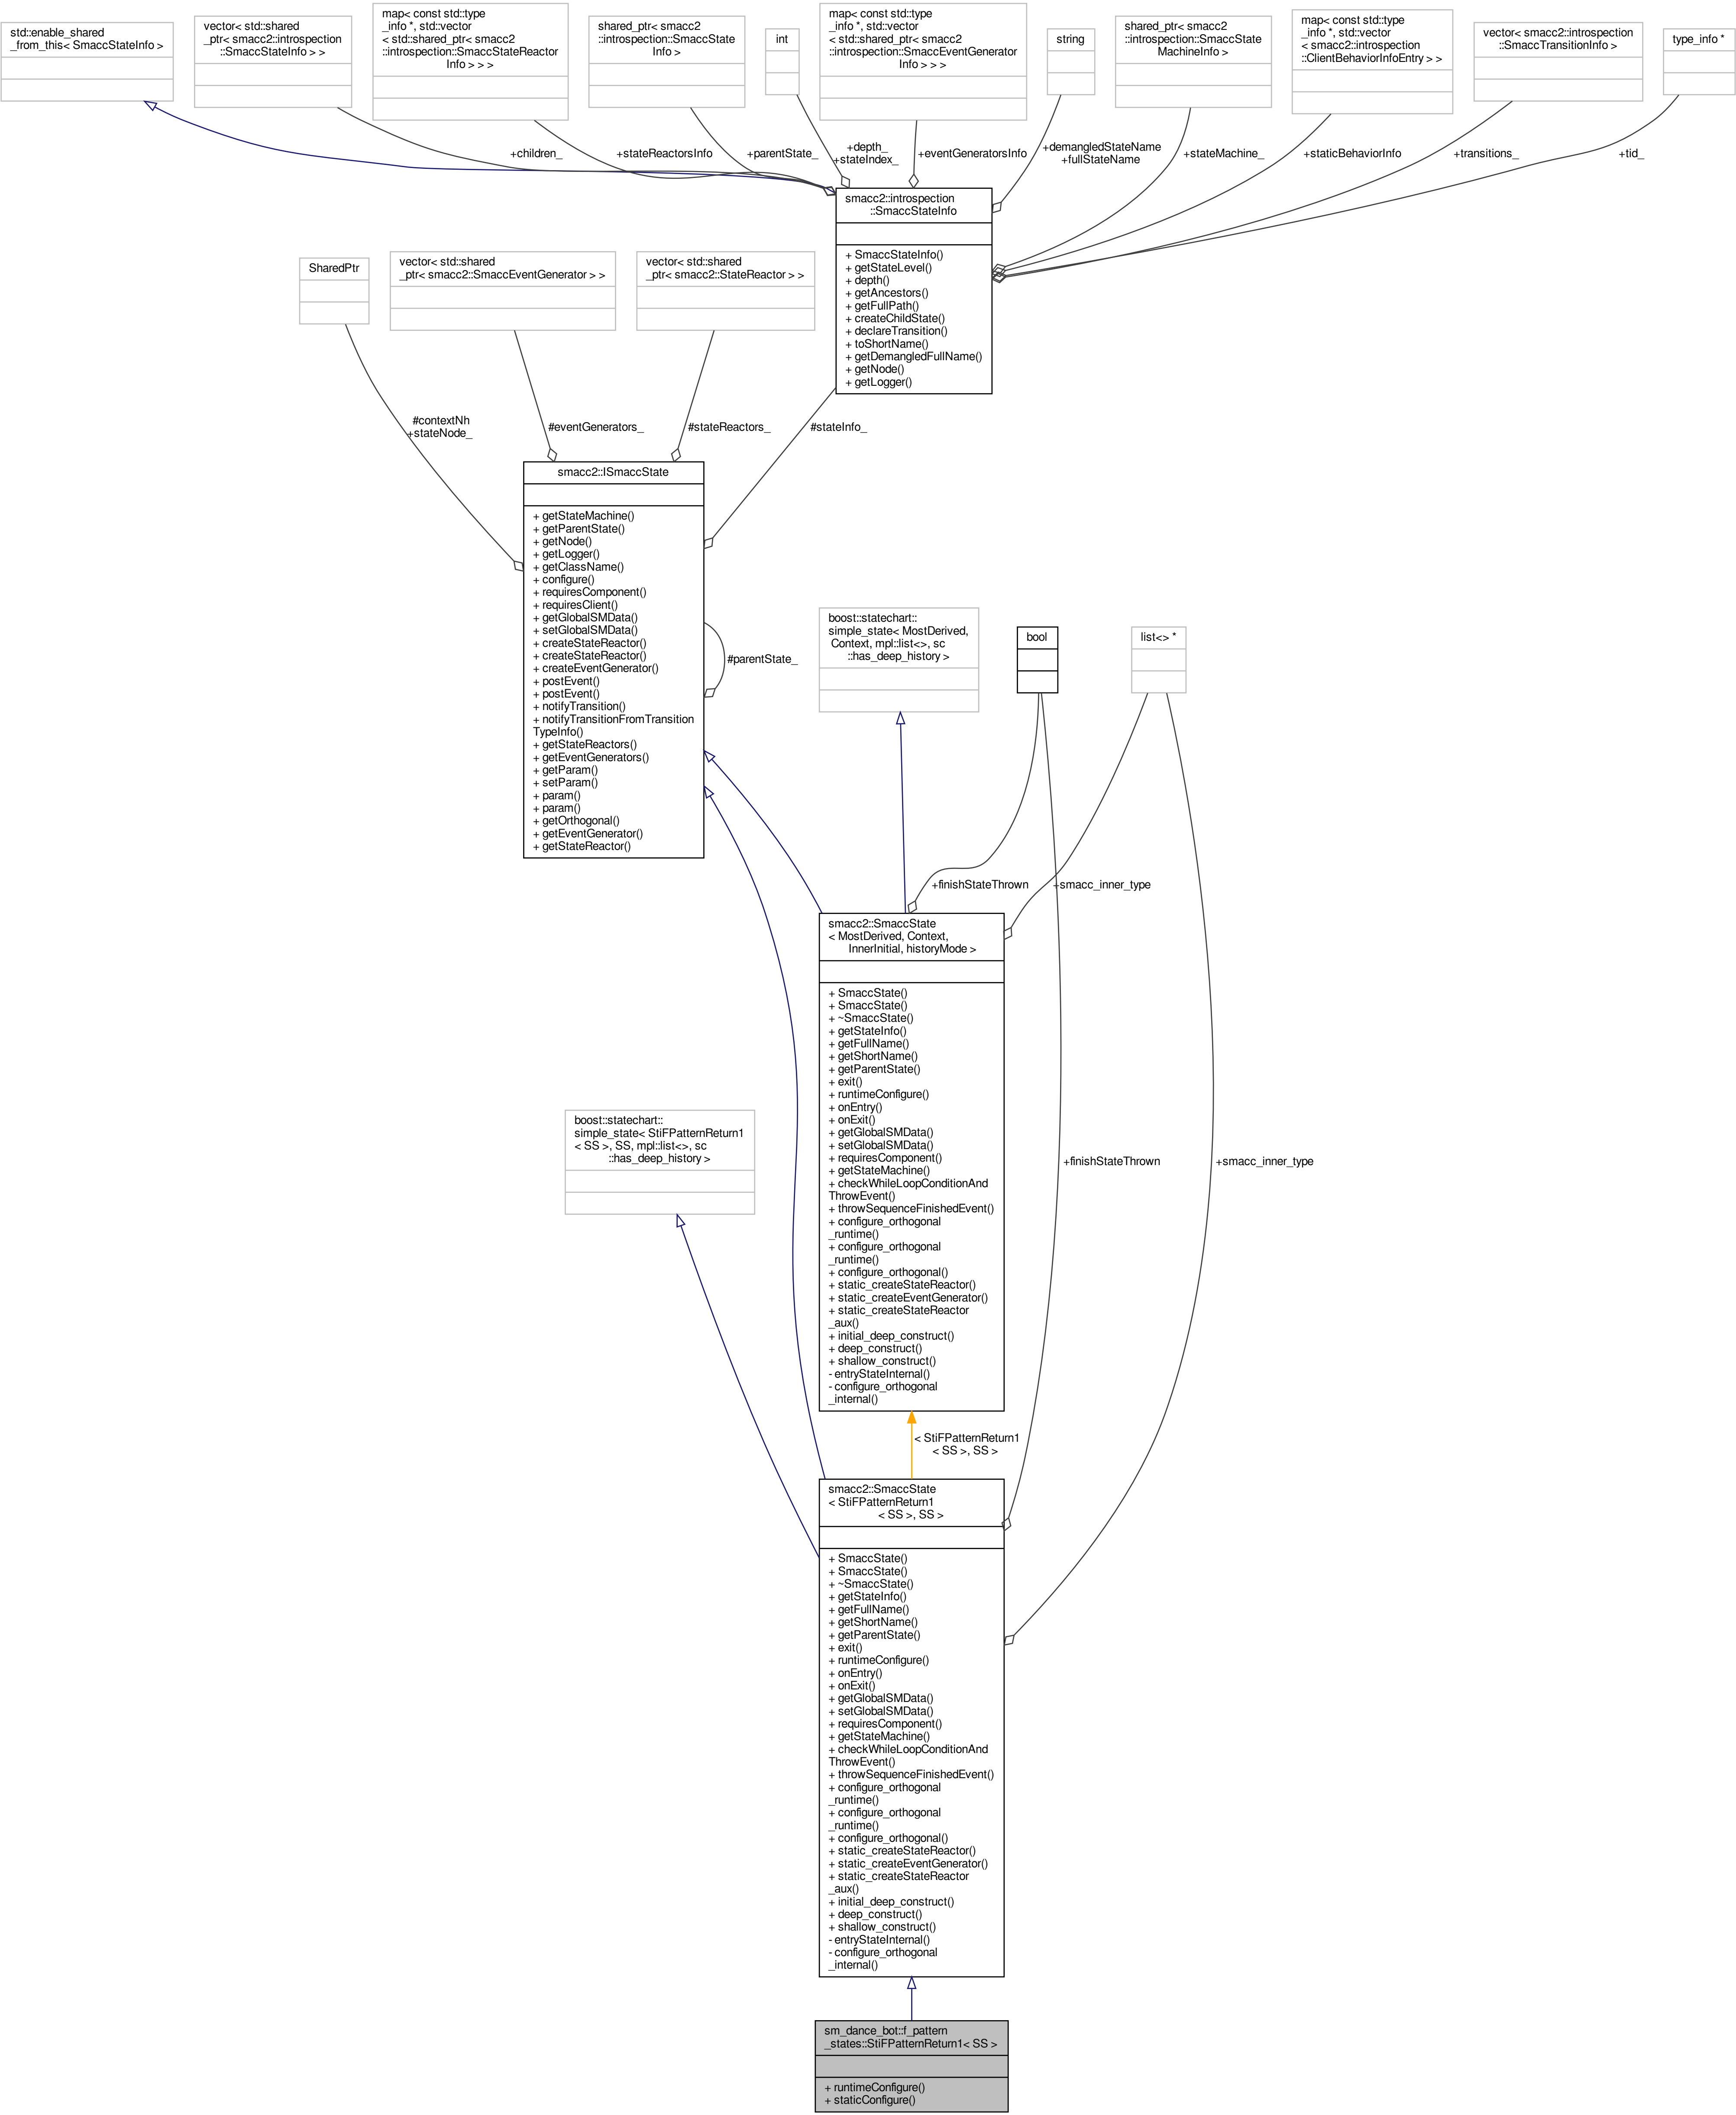 std::enable_shared
_from_this< SmaccStateInfo >
vector< std::shared
_ptr< smacc2::introspection
::SmaccStateInfo > >
map< const std::type
_info *, std::vector
< std::shared_ptr< smacc2
::introspection::SmaccStateReactor
Info > > >
shared_ptr< smacc2
::introspection::SmaccState
Info >
int
map< const std::type
_info *, std::vector
< std::shared_ptr< smacc2
::introspection::SmaccEventGenerator
Info > > >
string
shared_ptr< smacc2
::introspection::SmaccState
MachineInfo >
map< const std::type
_info *, std::vector
< smacc2::introspection
::ClientBehaviorInfoEntry > >
vector< smacc2::introspection
::SmaccTransitionInfo >
type_info *
+children_
+stateReactorsInfo
+parentState_
+depth_
+stateIndex_
+eventGeneratorsInfo
+demangledStateName
+fullStateName
+stateMachine_
+staticBehaviorInfo
+transitions_
+tid_
smacc2::introspection
::SmaccStateInfo
+ SmaccStateInfo()
+ getStateLevel()
+ depth()
+ getAncestors()
+ getFullPath()
+ createChildState()
+ declareTransition()
+ toShortName()
+ getDemangledFullName()
+ getNode()
+ getLogger()
SharedPtr
vector< std::shared
_ptr< smacc2::SmaccEventGenerator > >
vector< std::shared
_ptr< smacc2::StateReactor > >
#contextNh
+stateNode_
#eventGenerators_
#stateReactors_
#stateInfo_
smacc2::ISmaccState
+ getStateMachine()
+ getParentState()
+ getNode()
+ getLogger()
+ getClassName()
+ configure()
+ requiresComponent()
+ requiresClient()
+ getGlobalSMData()
+ setGlobalSMData()
+ createStateReactor()
+ createStateReactor()
+ createEventGenerator()
+ postEvent()
+ postEvent()
+ notifyTransition()
+ notifyTransitionFromTransition
TypeInfo()
+ getStateReactors()
+ getEventGenerators()
+ getParam()
+ setParam()
+ param()
+ param()
+ getOrthogonal()
+ getEventGenerator()
+ getStateReactor()
#parentState_
boost::statechart::
simple_state< MostDerived,
Context, mpl::list<>, sc
::has_deep_history >
bool
list<> *
+finishStateThrown
+smacc_inner_type
smacc2::SmaccState
< MostDerived, Context,
InnerInitial, historyMode >
+ SmaccState()
+ SmaccState()
+ ~SmaccState()
+ getStateInfo()
+ getFullName()
+ getShortName()
+ getParentState()
+ exit()
+ runtimeConfigure()
+ onEntry()
+ onExit()
+ getGlobalSMData()
+ setGlobalSMData()
+ requiresComponent()
+ getStateMachine()
+ checkWhileLoopConditionAnd
ThrowEvent()
+ throwSequenceFinishedEvent()
+ configure_orthogonal
_runtime()
+ configure_orthogonal
_runtime()
+ configure_orthogonal()
+ static_createStateReactor()
+ static_createEventGenerator()
+ static_createStateReactor
_aux()
+ initial_deep_construct()
+ deep_construct()
+ shallow_construct()
- entryStateInternal()
- configure_orthogonal
_internal()
boost::statechart::
simple_state< StiFPatternReturn1
< SS >, SS, mpl::list<>, sc
::has_deep_history >
+finishStateThrown
+smacc_inner_type
< StiFPatternReturn1
< SS >, SS >
smacc2::SmaccState
< StiFPatternReturn1
< SS >, SS >
+ SmaccState()
+ SmaccState()
+ ~SmaccState()
+ getStateInfo()
+ getFullName()
+ getShortName()
+ getParentState()
+ exit()
+ runtimeConfigure()
+ onEntry()
+ onExit()
+ getGlobalSMData()
+ setGlobalSMData()
+ requiresComponent()
+ getStateMachine()
+ checkWhileLoopConditionAnd
ThrowEvent()
+ throwSequenceFinishedEvent()
+ configure_orthogonal
_runtime()
+ configure_orthogonal
_runtime()
+ configure_orthogonal()
+ static_createStateReactor()
+ static_createEventGenerator()
+ static_createStateReactor
_aux()
+ initial_deep_construct()
+ deep_construct()
+ shallow_construct()
- entryStateInternal()
- configure_orthogonal
_internal()
sm_dance_bot::f_pattern
_states::StiFPatternReturn1< SS >
+ runtimeConfigure()
+ staticConfigure()